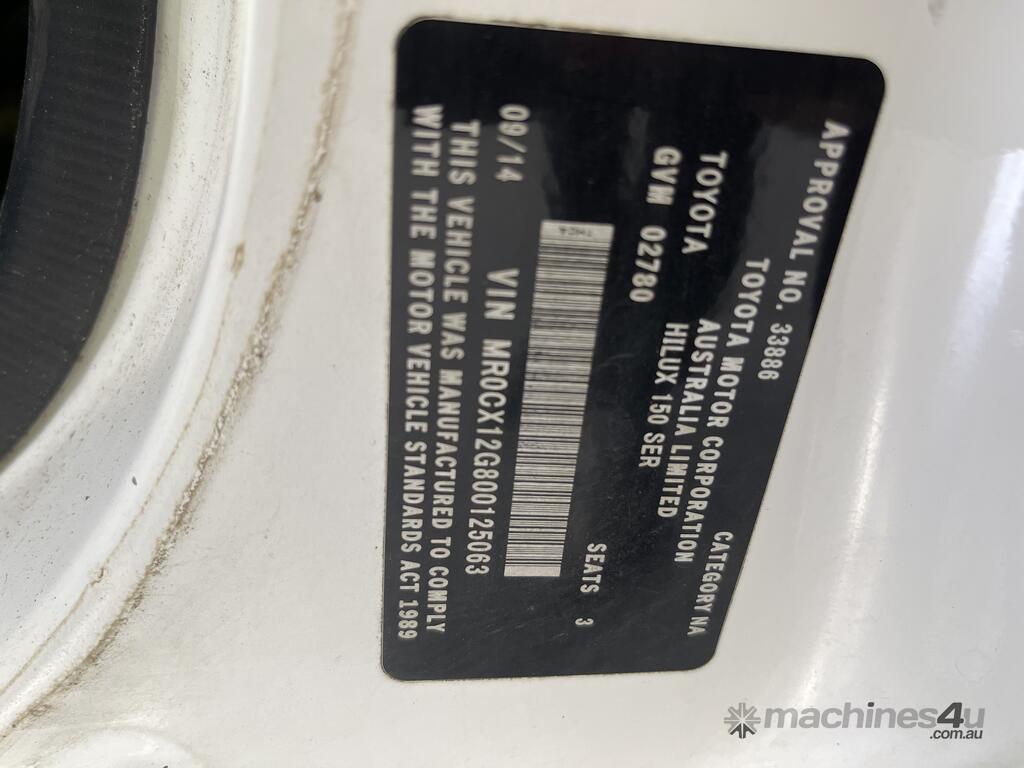 APPROVAL NO. 33886 CATEGORY NA
TOYOTA MOTOR CORPORATION
TOYOTA AUSTRALIA LIMITED
GVM 02780 HILUX 150 SER
SEATS 3
09/14 VIN MR0CX12G800125063
THIS VEHICLE WAS MANUFACTURED TO COMPLY
WITH THE MOTOR VEHICLE STANDARDS ACT 1989
machines4u
.com.au